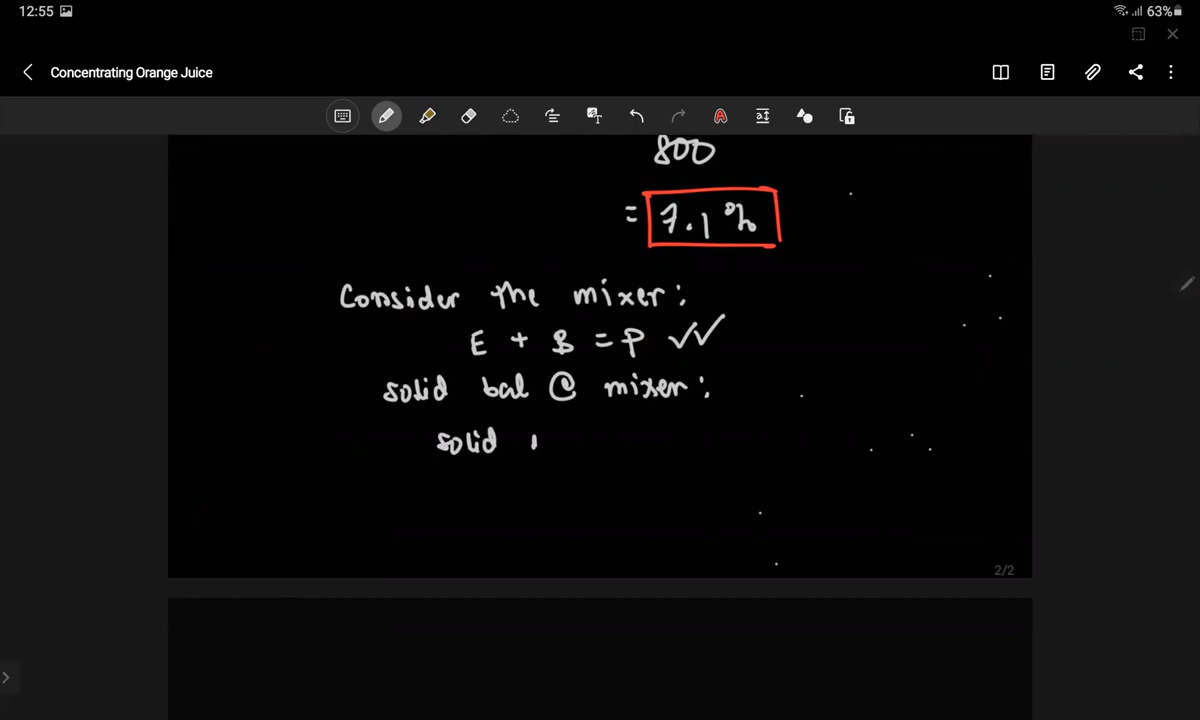 12:55 63%
Concentrating Orange Juice
800
= 7.1 %
Consider the mixer:
E + B = P ✓✓
solid bal @ mixer:
solid
2/2